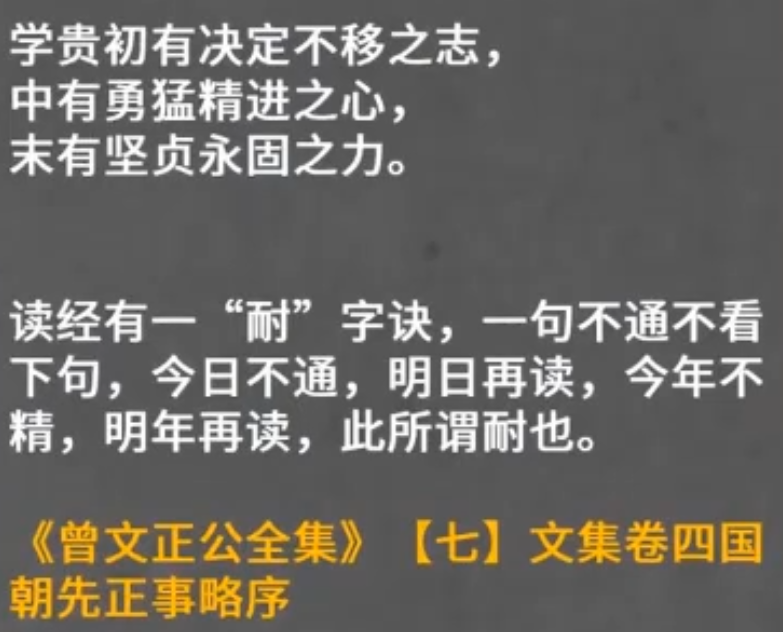 学贵初有决定不移之志，
中有勇猛精进之心，
末有坚贞永固之力。
读经有一“耐”字诀，一句不通不看
下句，今日不通，明日再读，今年不
精，明年再读，此所谓耐也。
《曾文正公全集》【七】文集卷四国
朝先正事略序